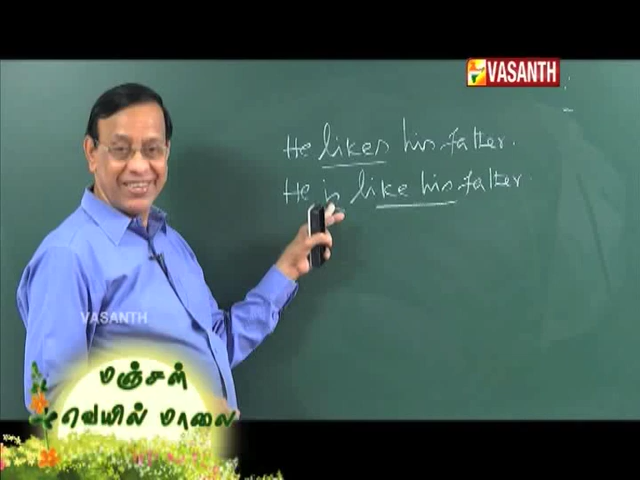 VASANTH
He likes his father.
He is like his father.
VASANTH
மஞ்சள்
வெயில் மாலை